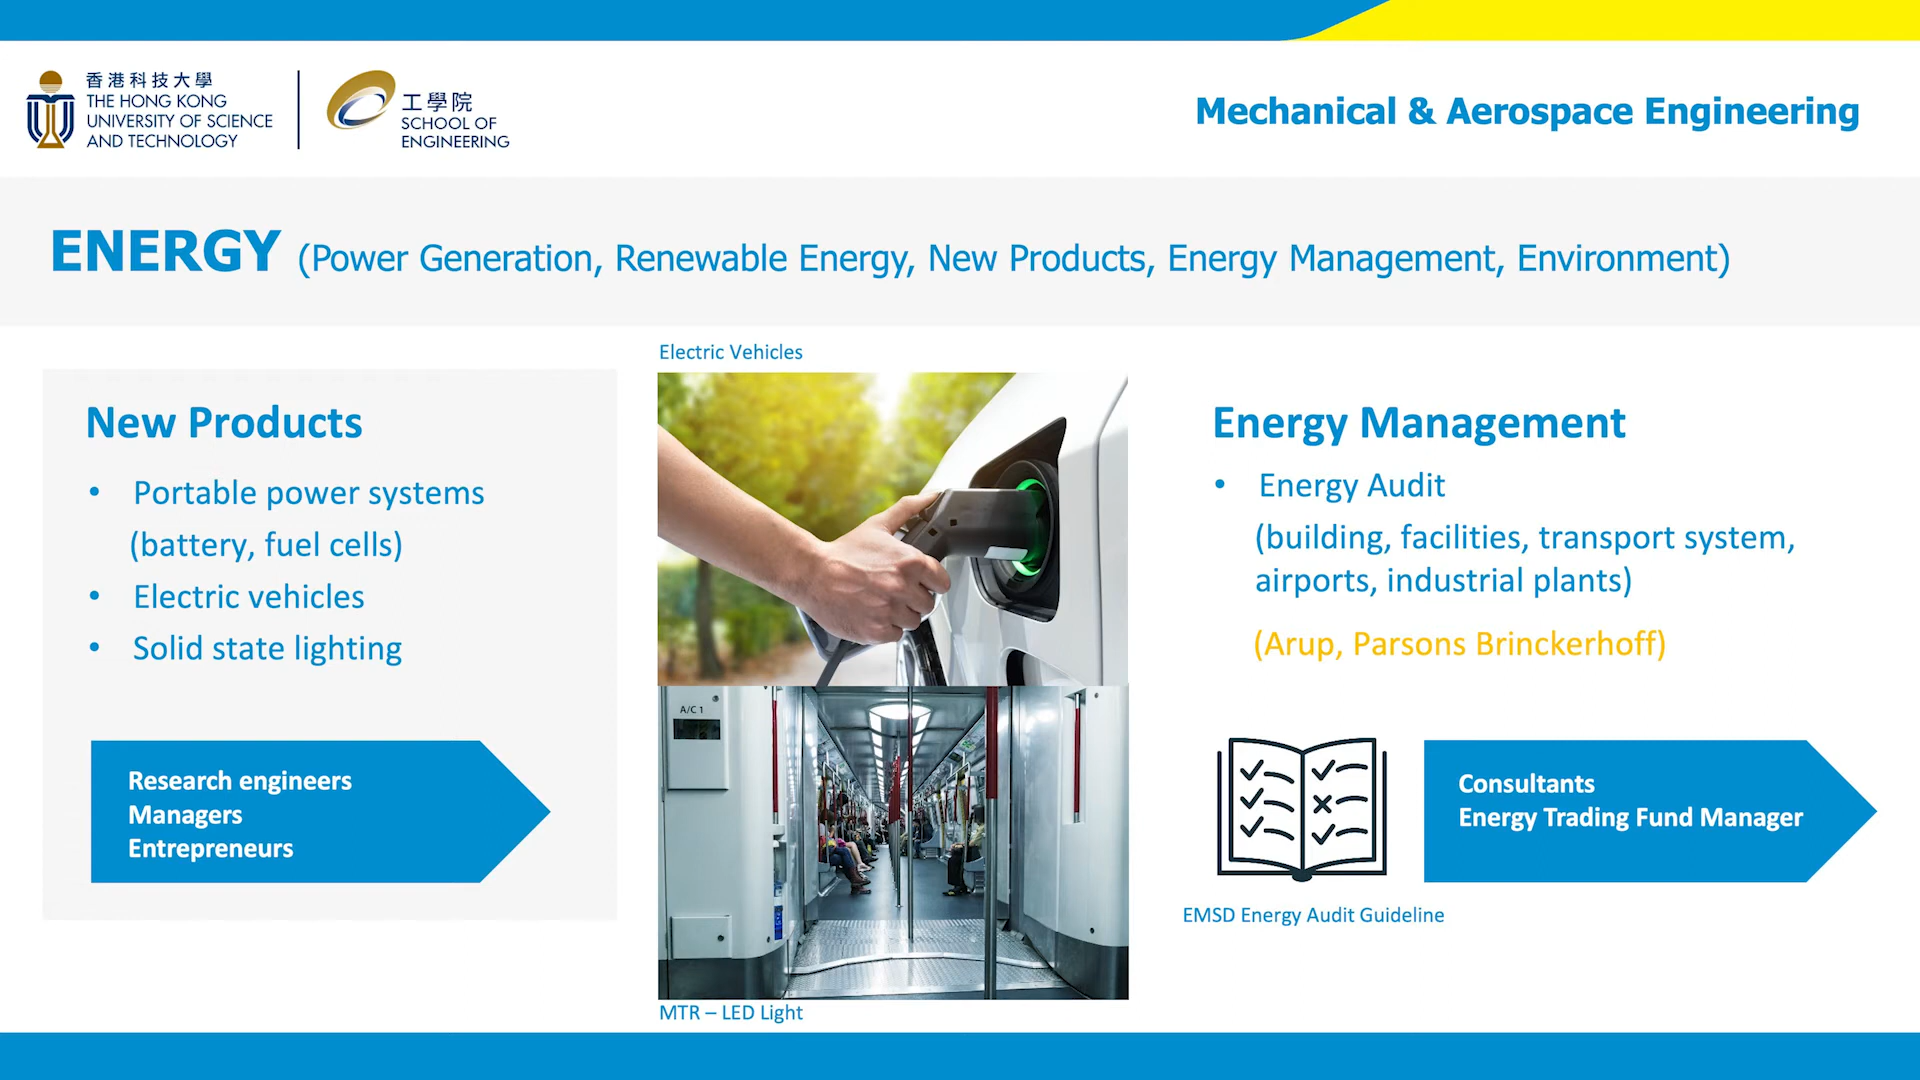 香港科技大學
THE HONG KONG
UNIVERSITY OF SCIENCE
AND TECHNOLOGY
工學院
SCHOOL OF
ENGINEERING
Mechanical & Aerospace Engineering
ENERGY (Power Generation, Renewable Energy, New Products, Energy Management, Environment)
New Products
• Portable power systems
(battery, fuel cells)
• Electric vehicles
• Solid state lighting
Research engineers
Managers
Entrepreneurs
Electric Vehicles
A/C 1
MTR – LED Light
Energy Management
• Energy Audit
(building, facilities, transport system,
airports, industrial plants)
(Arup, Parsons Brinckerhoff)
EMSD Energy Audit Guideline
Consultants
Energy Trading Fund Manager